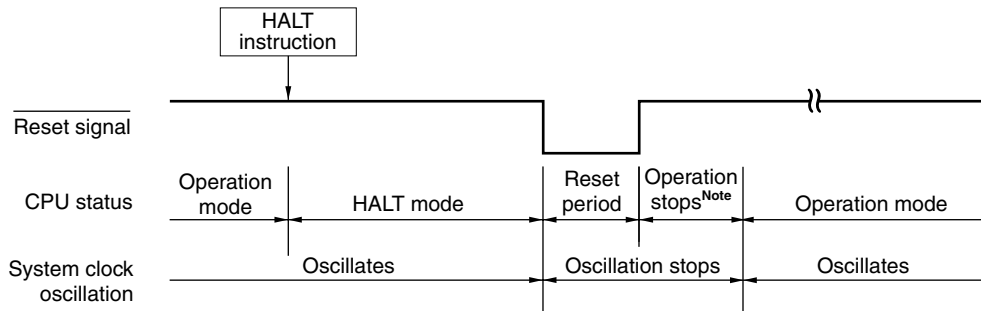 HALT
instruction
Reset signal
CPU status
Operation
mode
HALT mode
Reset
period
Operation
stopsNote
Operation mode
System clock
oscillation
Oscillates
Oscillation stops
Oscillates